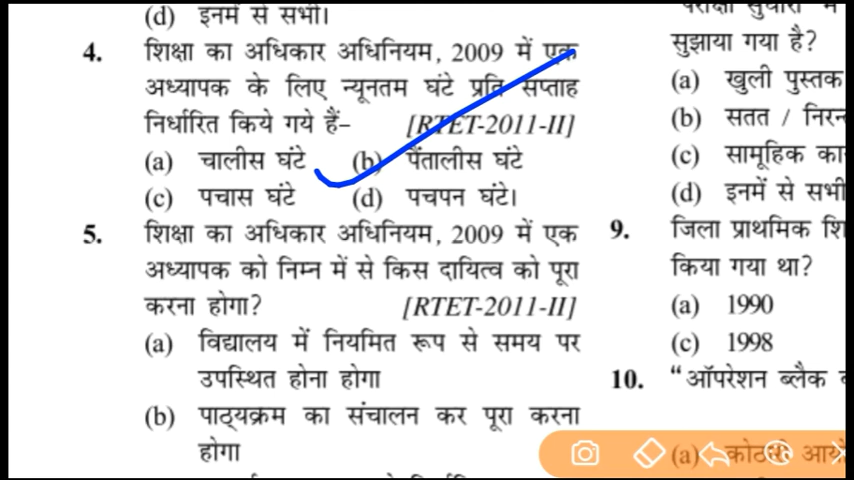 (d) इनमें से सभी।
4. शिक्षा का अधिकार अधिनियम, 2009 में एक
अध्यापक के लिए न्यूनतम घंटे प्रति सप्ताह
निर्धारित किये गये हैं– [RTET-2011-II]
(a) चालीस घंटे (b) पैंतालीस घंटे
(c) पचास घंटे (d) पचपन घंटे।
5. शिक्षा का अधिकार अधिनियम, 2009 में एक
अध्यापक को निम्न में से किस दायित्व को पूरा
करना होगा? [RTET-2011-II]
(a) विद्यालय में नियमित रूप से समय पर
उपस्थित होना होगा
(b) पाठ्यक्रम का संचालन कर पूरा करना
होगा
सुझाया गया है?
(a) खुली पुस्तक
(b) सतत /
(c) सामूहिक
(d) इनमें से सभी
9. जिला प्राथमिक
किया गया था?
(a) 1990
(c) 1998
10. "ऑपरेशन ब्लैक
(a) कोठारी